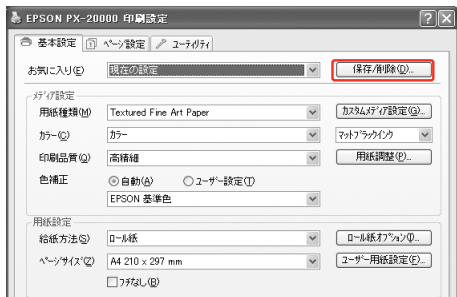 EPSON PX-20000 印刷設定
基本設定 ページ設定 ユーティリティ
お気に入り(E) 現在の設定 保存/削除(D)...
メディア設定
用紙種類(M) Textured Fine Art Paper カスタムメディア設定(G)...
カラー(C) カラー マットブラックインク
印刷品質(Q) 高精細 用紙調整(P)...
色補正 自動(A) ユーザー設定(T)
EPSON 基準色
用紙設定
給紙方法(S) ロール紙 ロール紙オプション(I)...
ページサイズ(Z) A4 210 x 297 mm ユーザー用紙設定(F)...
フチなし(B)